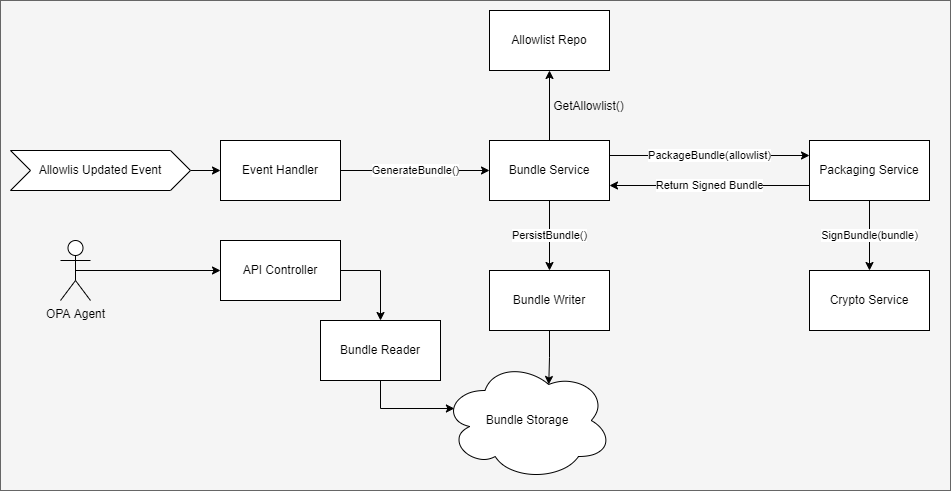 Allowlist Repo
GetAllowlist()
Allowlis Updated Event
Event Handler
GenerateBundle()
Bundle Service
PackageBundle(allowlist)
Return Signed Bundle
Packaging Service
PersistBundle()
SignBundle(bundle)
OPA Agent
API Controller
Bundle Writer
Crypto Service
Bundle Reader
Bundle Storage